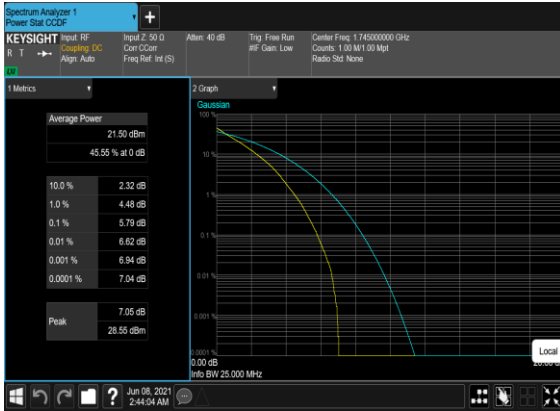 Spectrum Analyzer 1
Power Stat CCDF
+
KEYSIGHT
R T
LXI
Input: RF
Coupling: DC
Align: Auto
Input Z: 50 Ω
Corr CCorr
Freq Ref: Int (S)
Atten: 40 dB
Trig: Free Run
#IF Gain: Low
Center Freq: 1.745000000 GHz
Counts: 1.00 M/1.00 Mpt
Radio Std: None
1 Metrics
Average Power
21.50 dBm
45.55 % at 0 dB
10.0 % 2.32 dB
1.0 % 4.48 dB
0.1 % 5.79 dB
0.01 % 6.62 dB
0.001 % 6.94 dB
0.0001 % 7.04 dB
Peak
7.05 dB
28.55 dBm
2 Graph
Gaussian
100 %
10 %
1 %
0.1 %
0.01 %
0.001 %
0.0001 %
0.00 dB
Info BW 25.000 MHz
20.00 dB
Local
?
Jun 08, 2021
2:44:04 AM